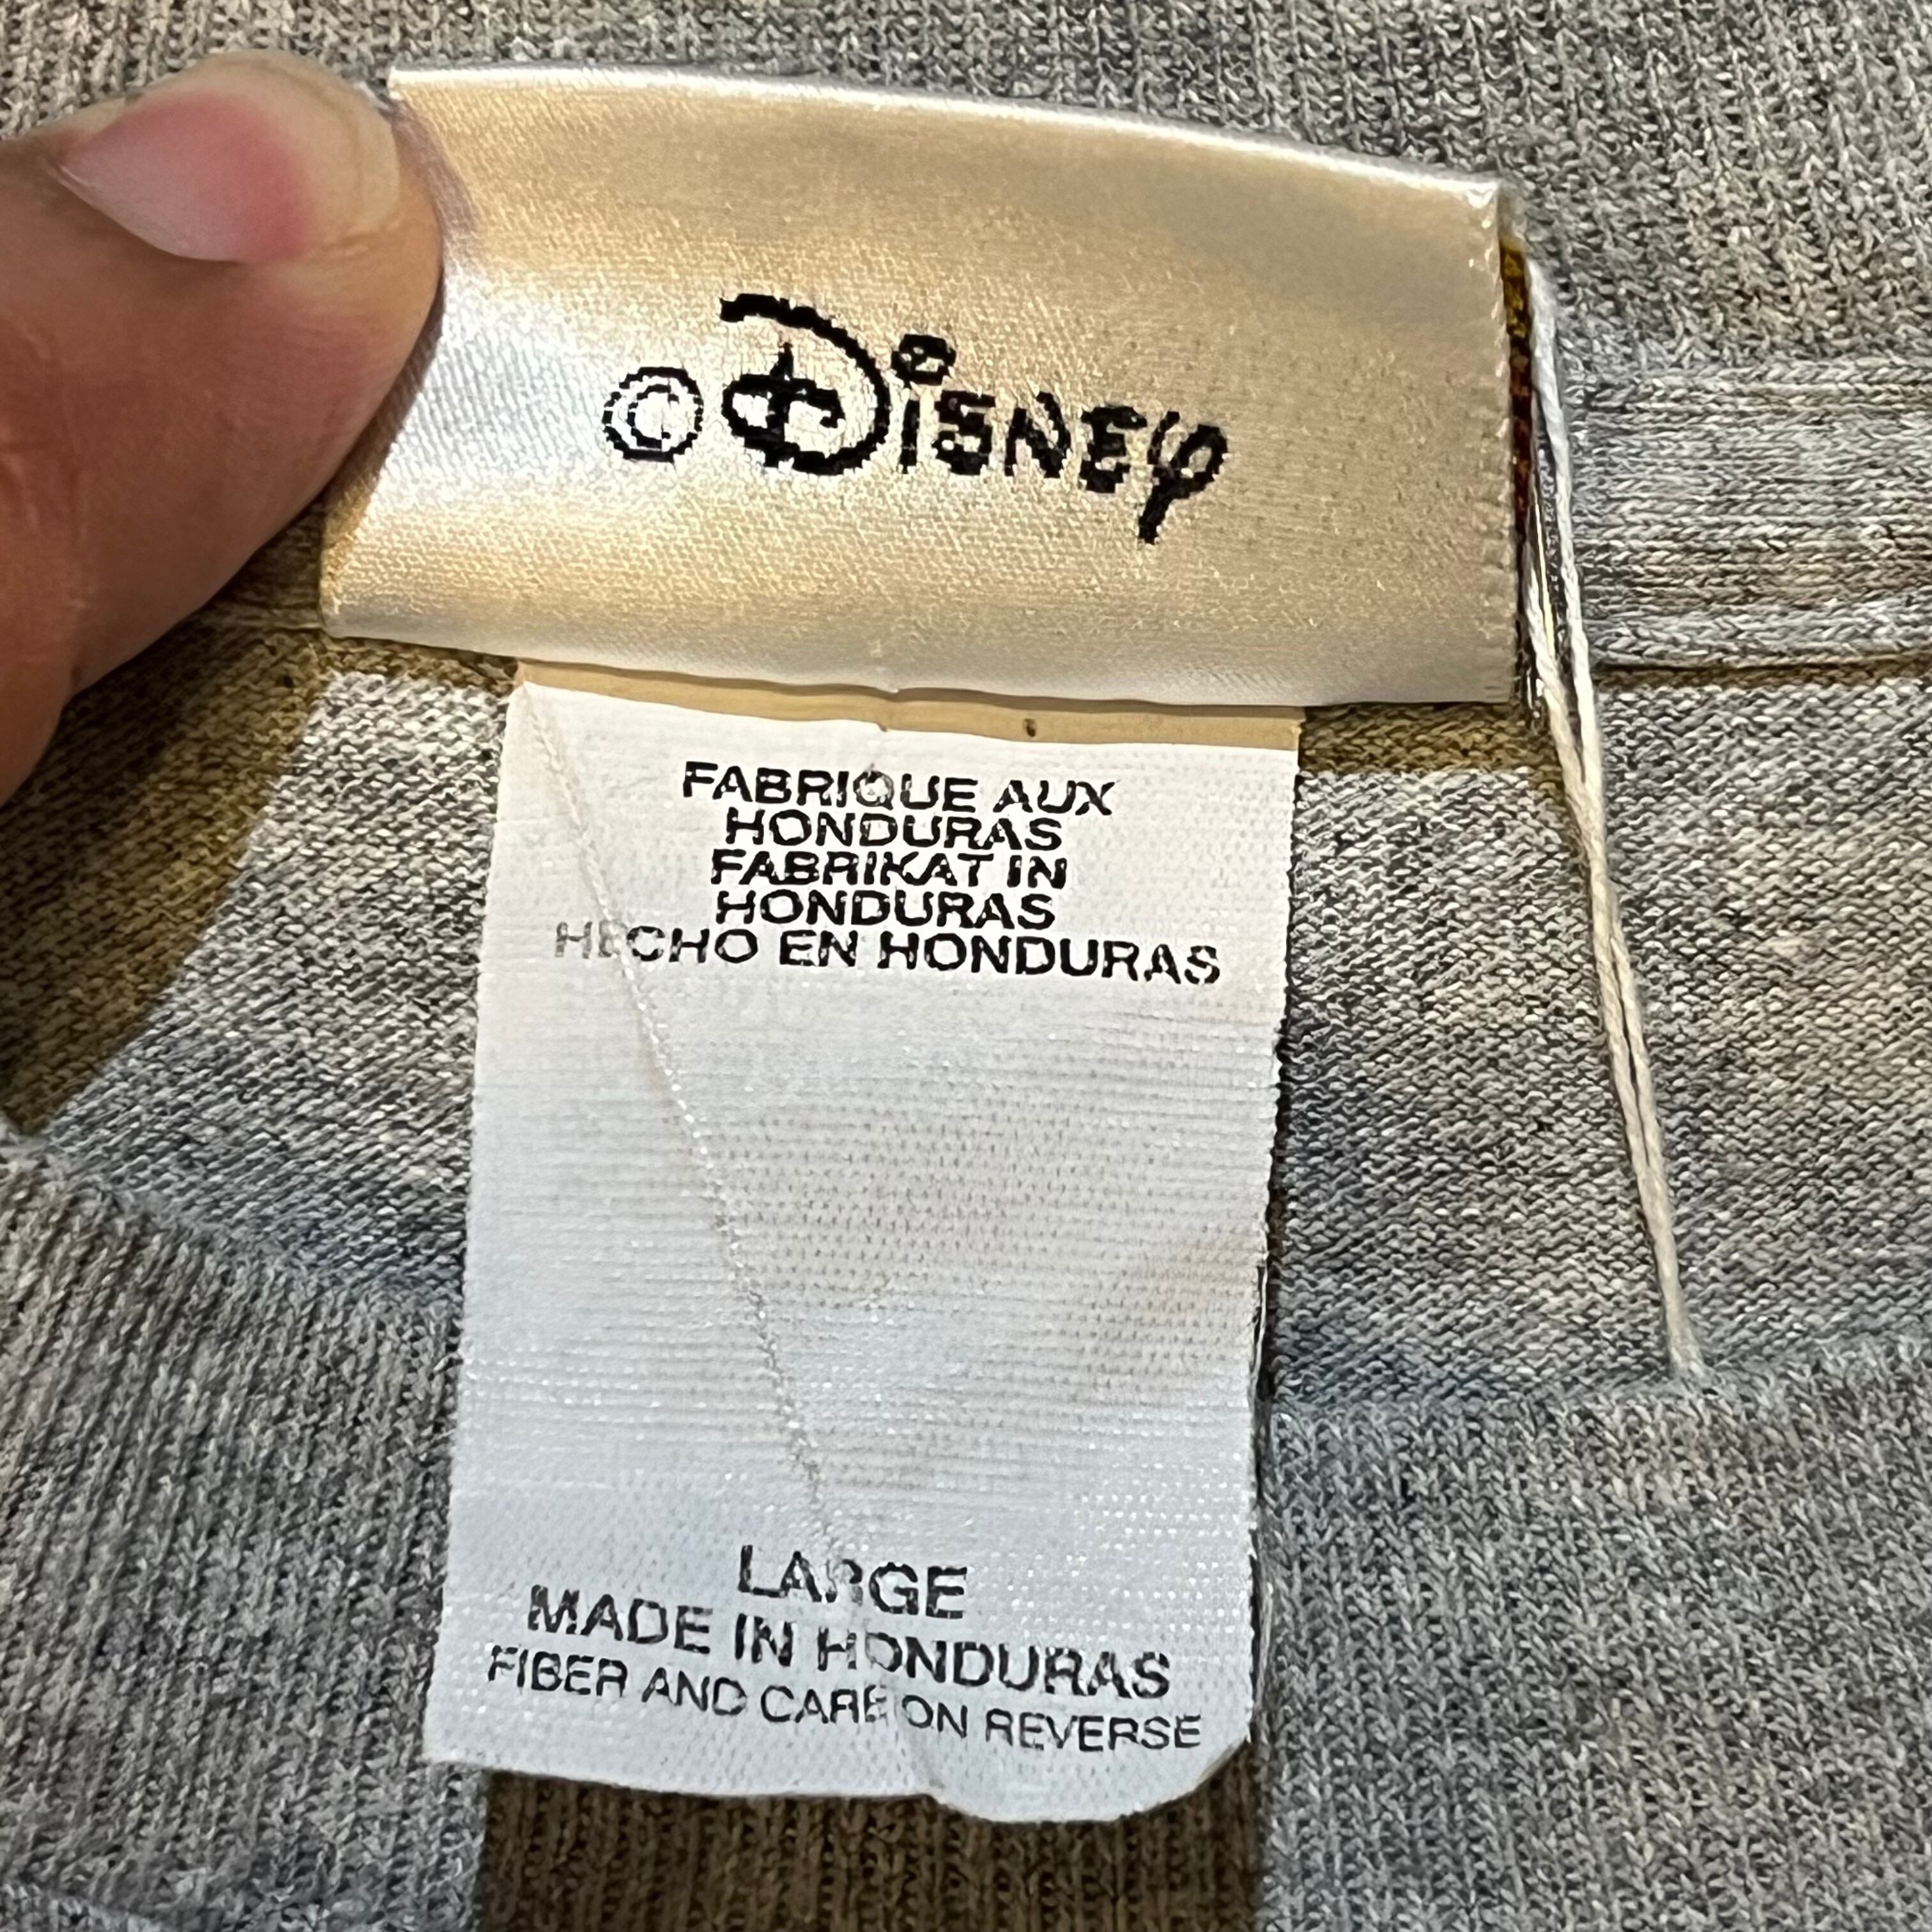 ©Disney
FABRIQUE AUX
HONDURAS
FABRIKAT IN
HONDURAS
HECHO EN HONDURAS
LARGE
MADE IN HONDURAS
FIBER AND CARE ON REVERSE